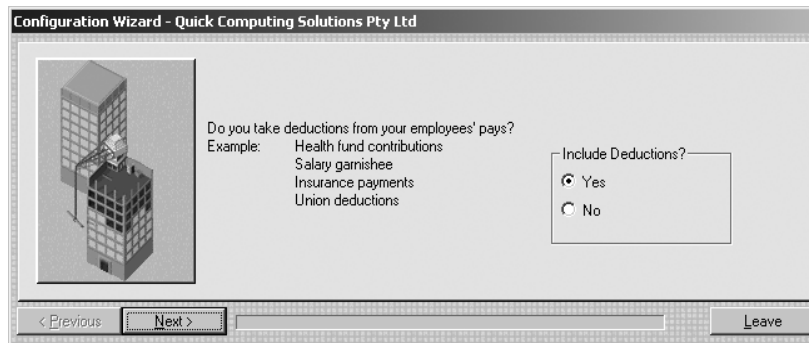 Configuration Wizard - Quick Computing Solutions Pty Ltd
Do you take deductions from your employees' pays?
Example: Health fund contributions
Salary garnishee
Insurance payments
Union deductions
Include Deductions?
Yes
No
< Previous
Next >
Leave